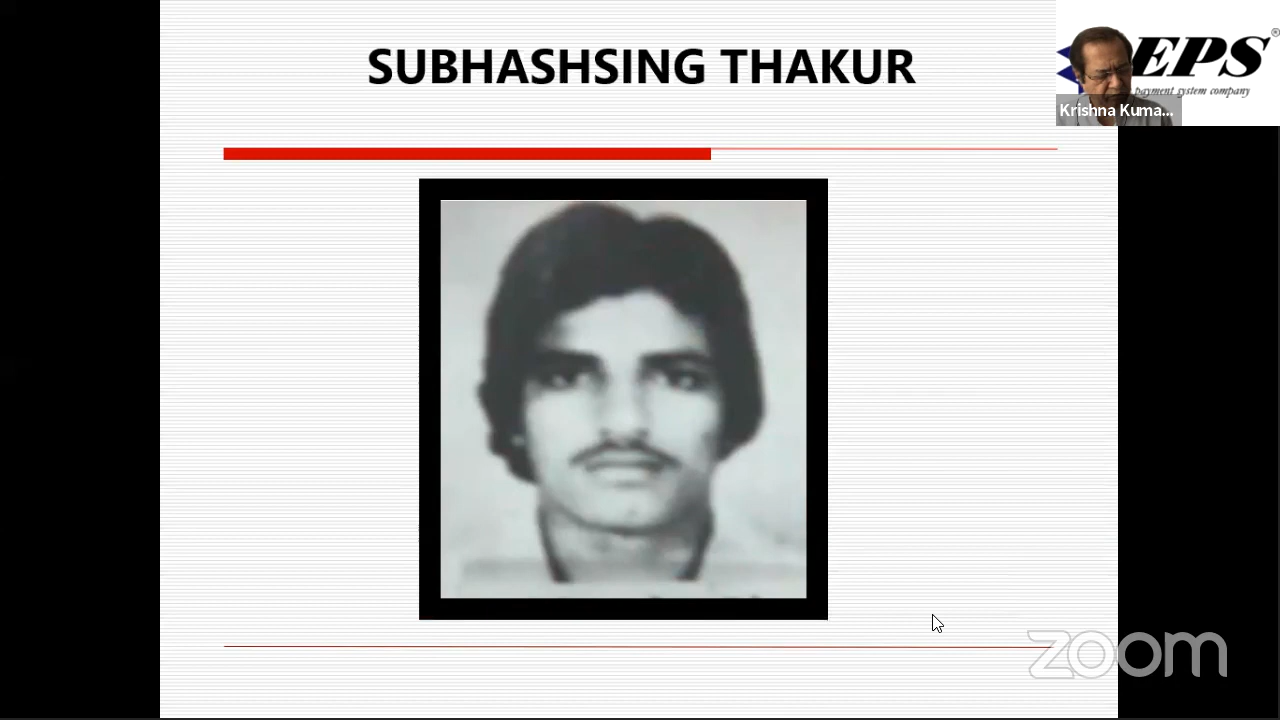 SUBHASHSING THAKUR
EPS
®
payment system company
Krishna Kuma...
zoom